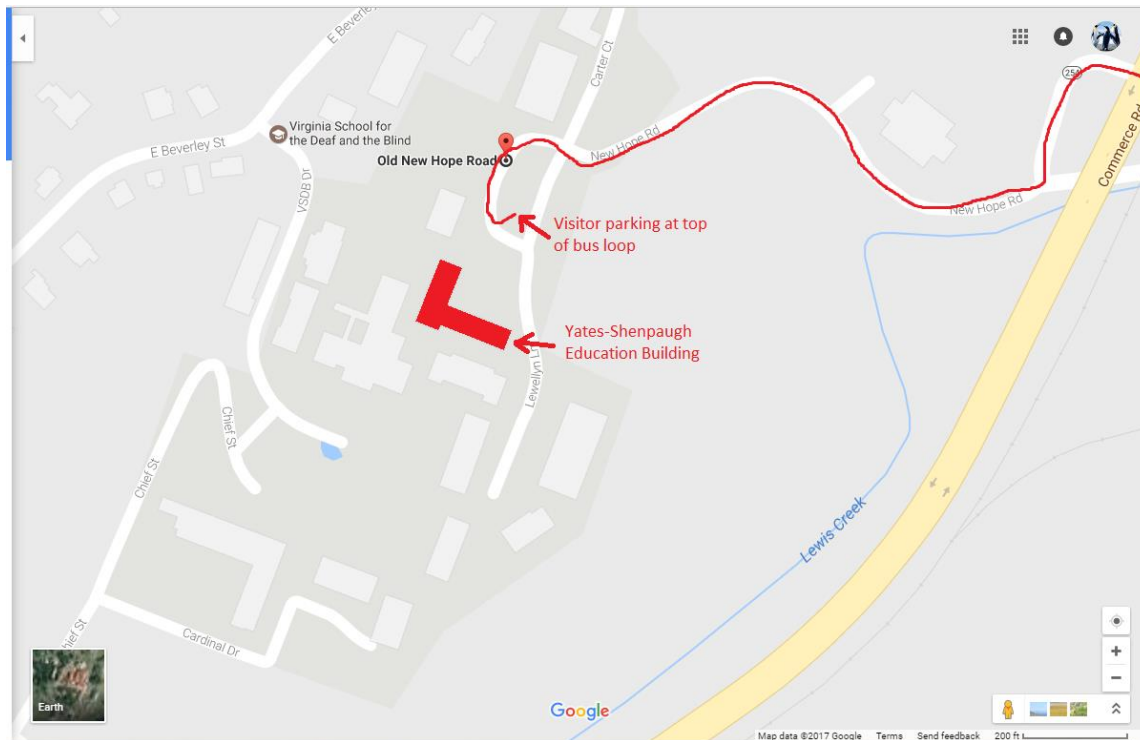 E Beverley
Carter Ct
254
Virginia School for
the Deaf and the Blind
E Beverley St
New Hope Rd
Old New Hope Road
Commerce Rd
VSDB Dr
New Hope Rd
Visitor parking at top
of bus loop
Yates-Shenpaugh
Education Building
Lewellyn Ln
Chief St
Chief St
Lewis Creek
hief St
Cardinal Dr
Earth
Google
Map data ©2017 Google Terms Send feedback 200 ft